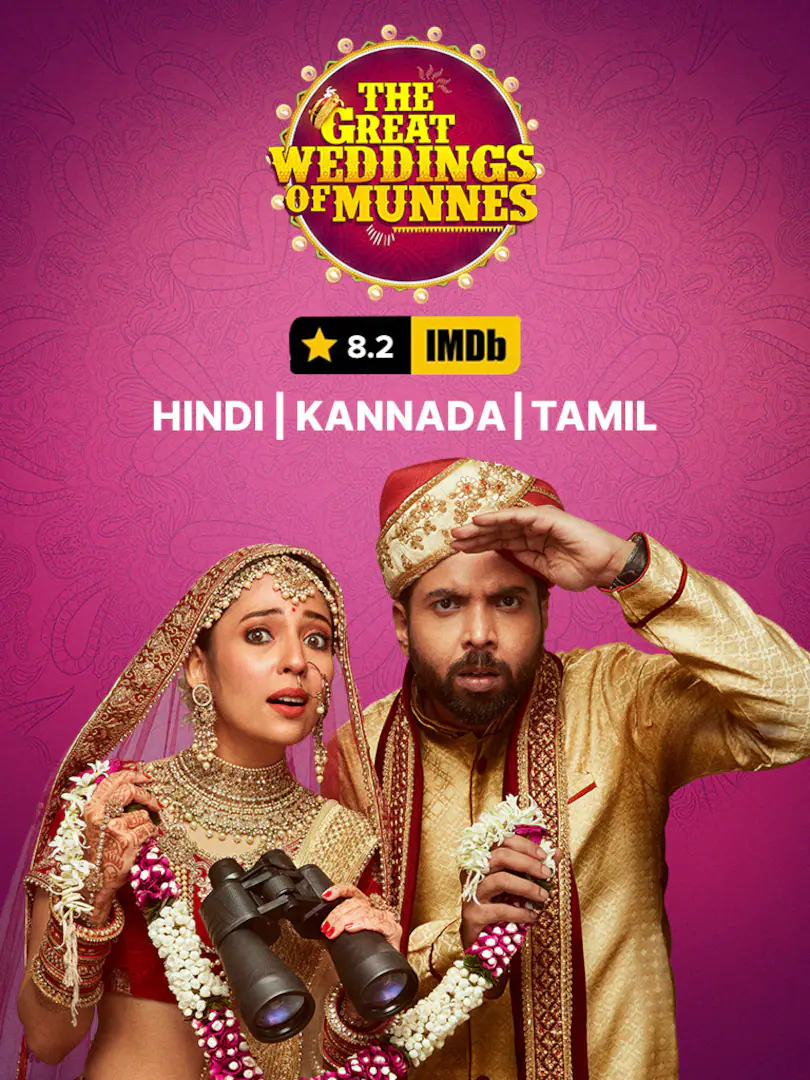 THE
GREAT
WEDDINGS
OF MUNNES
8.2 IMDb
HINDI | KANNADA | TAMIL